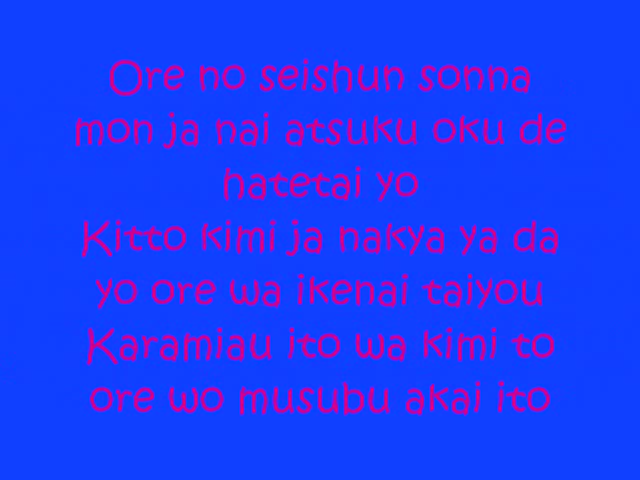 Ore no seishun sonna
mon ja nai atsuku oku de
hatetai yo
Kitto kimi ja nakya ya da
yo ore wa ikenai taiyou
Karamiau ito wa kimi to
ore wo musubu akai ito